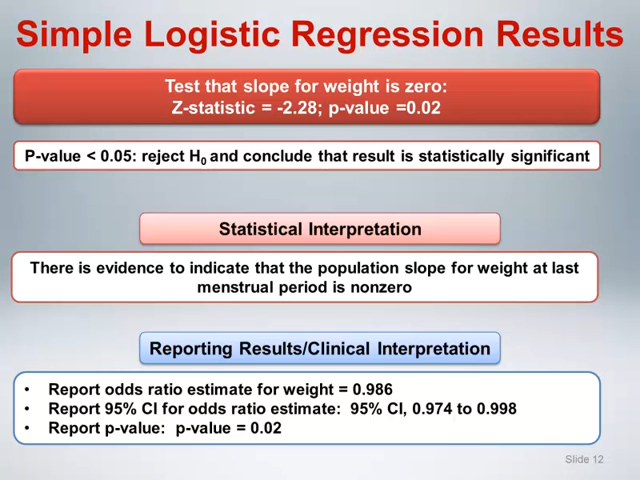 Simple Logistic Regression Results
Test that slope for weight is zero:
Z-statistic = -2.28; p-value =0.02
P-value < 0.05: reject H0 and conclude that result is statistically significant
Statistical Interpretation
There is evidence to indicate that the population slope for weight at last
menstrual period is nonzero
Reporting Results/Clinical Interpretation
• Report odds ratio estimate for weight = 0.986
• Report 95% CI for odds ratio estimate: 95% CI, 0.974 to 0.998
• Report p-value: p-value = 0.02
Slide 12